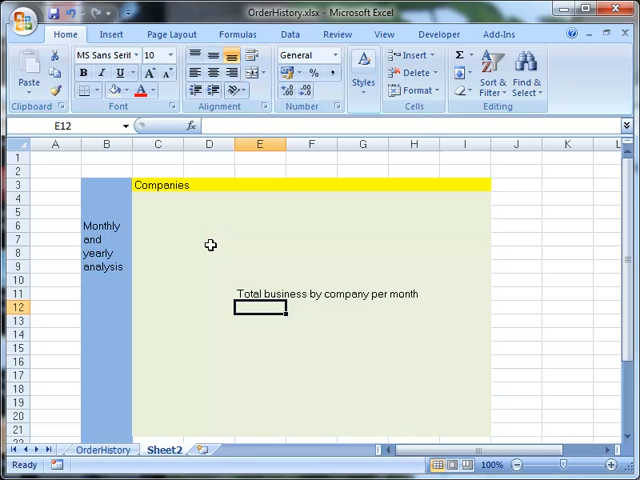 OrderHistory.xlsx - Microsoft Excel
Home Insert Page Layout Formulas Data Review View Developer Add-Ins
MS Sans Serif 10 General Insert
Paste B I U A A Styles Delete Sort & Filter Find & Select
A $ % , Format
Clipboard Font Alignment Number Cells Editing
E12 fx
A B C D E F G H I J K L
1
2
3 Companies
4
5
6 Monthly
7 and
8 yearly
9 analysis
10
11 Total business by company per month
12
13
14
15
16
17
18
19
20
21
22
OrderHistory Sheet2
Ready 100%